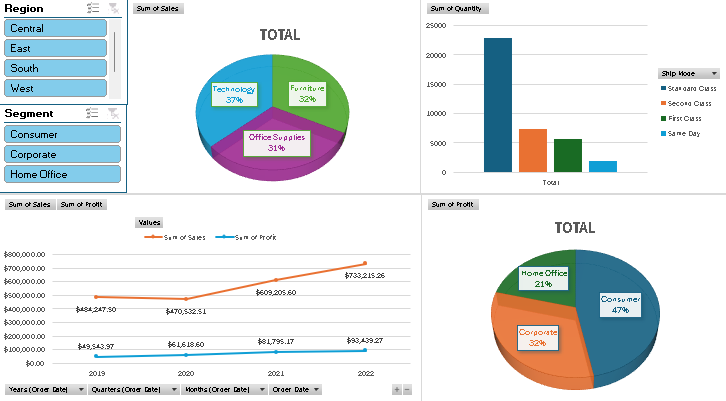 Region
Central
East
South
West
Segment
Consumer
Corporate
Home Office
Sum of Sales
TOTAL
Technology
37%
Furniture
32%
Office Supplies
31%
Sum of Quantity
25000
20000
15000
10000
5000
0
Total
Ship Mode
Standard Class
Second Class
First Class
Same Day
Sum of Sales Sum of Profit
Values
Sum of Sales Sum of Profit
$800,000.00
$700,000.00
$600,000.00
$500,000.00
$400,000.00
$300,000.00
$200,000.00
$100,000.00
$0.00
$484,247.50
$470,532.51
$609,205.60
$733,215.26
$49,543.97
$61,618.60
$81,795.17
$93,439.27
2019 2020 2021 2022
Years (Order Date) Quarters (Order Date) Months (Order Date) Order Date
Sum of Profit
TOTAL
Home Office
21%
Consumer
47%
Corporate
32%